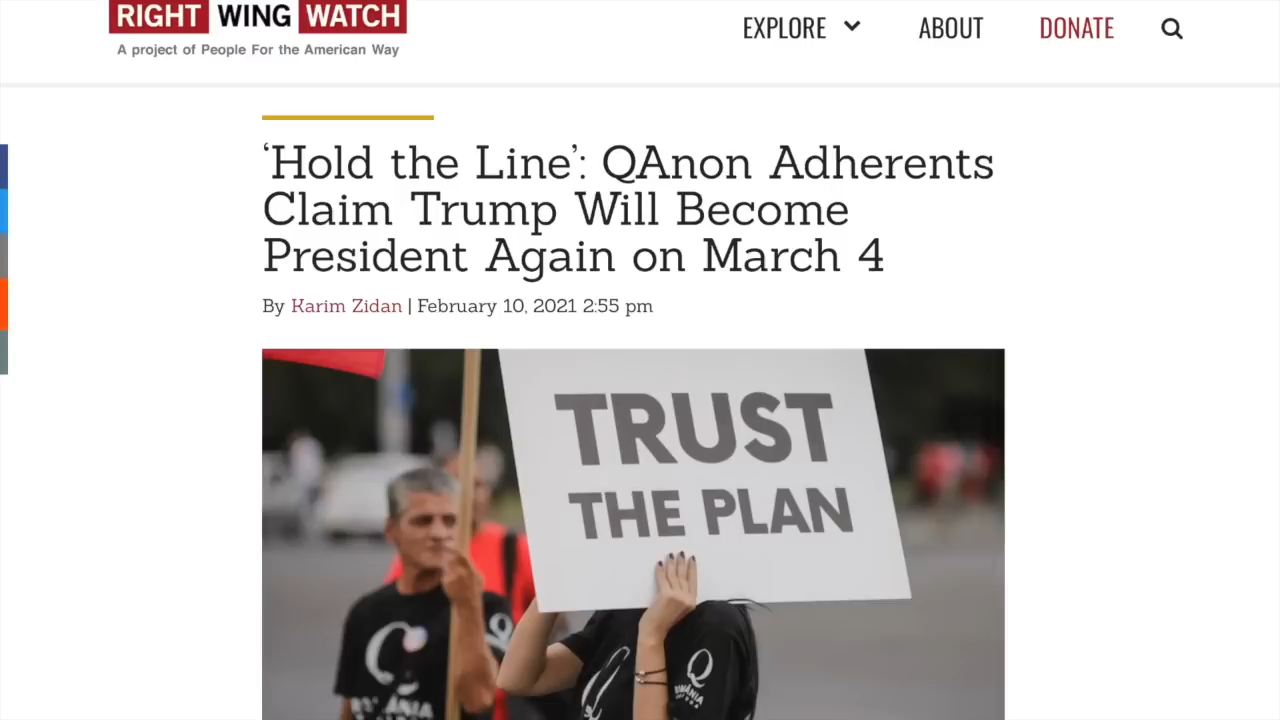 RIGHT WING WATCH
A project of People For the American Way
EXPLORE
ABOUT
DONATE
‘Hold the Line’: QAnon Adherents
Claim Trump Will Become
President Again on March 4
By Karim Zidan | February 10, 2021 2:55 pm
TRUST
THE PLAN
Q